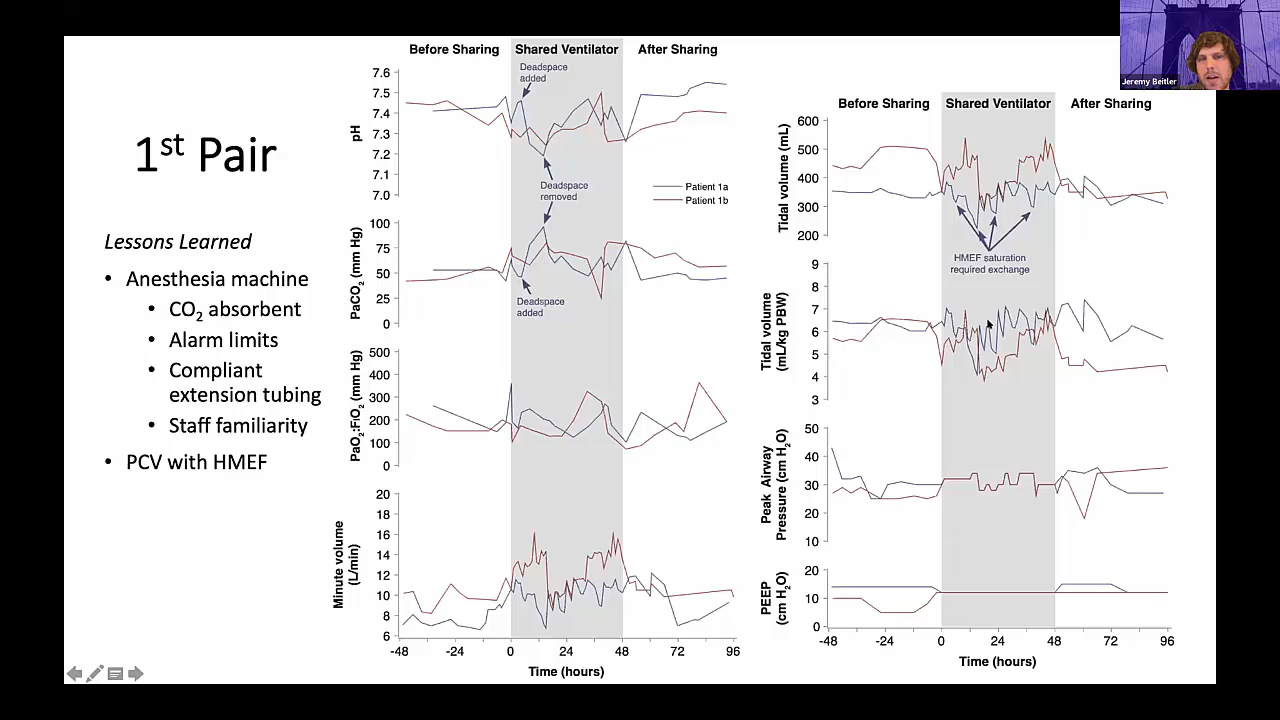 Jeremy Beitler
1st Pair
Lessons Learned
• Anesthesia machine
• CO2 absorbent
• Alarm limits
• Compliant
extension tubing
• Staff familiarity
• PCV with HMEF
Before Sharing
Shared Ventilator
After Sharing
Deadspace
added
7.6
7.5
7.4
7.3
7.2
7.1
7.0
pH
Deadspace
removed
Patient 1a
Patient 1b
100
75
50
25
0
PaCO2 (mm Hg)
Deadspace
added
500
400
300
200
100
0
PaO2:FiO2 (mm Hg)
20
18
16
14
12
10
8
6
Minute volume
(L/min)
-48
-24
0
24
48
72
96
Time (hours)
Before Sharing
Shared Ventilator
After Sharing
600
500
400
300
200
Tidal volume (mL)
HMEF saturation
required exchange
9
8
7
6
5
4
3
Tidal volume
(mL/kg PBW)
50
40
30
20
10
Peak Airway
Pressure (cm H2O)
20
10
0
PEEP
(cm H2O)
-48
-24
0
24
48
72
96
Time (hours)